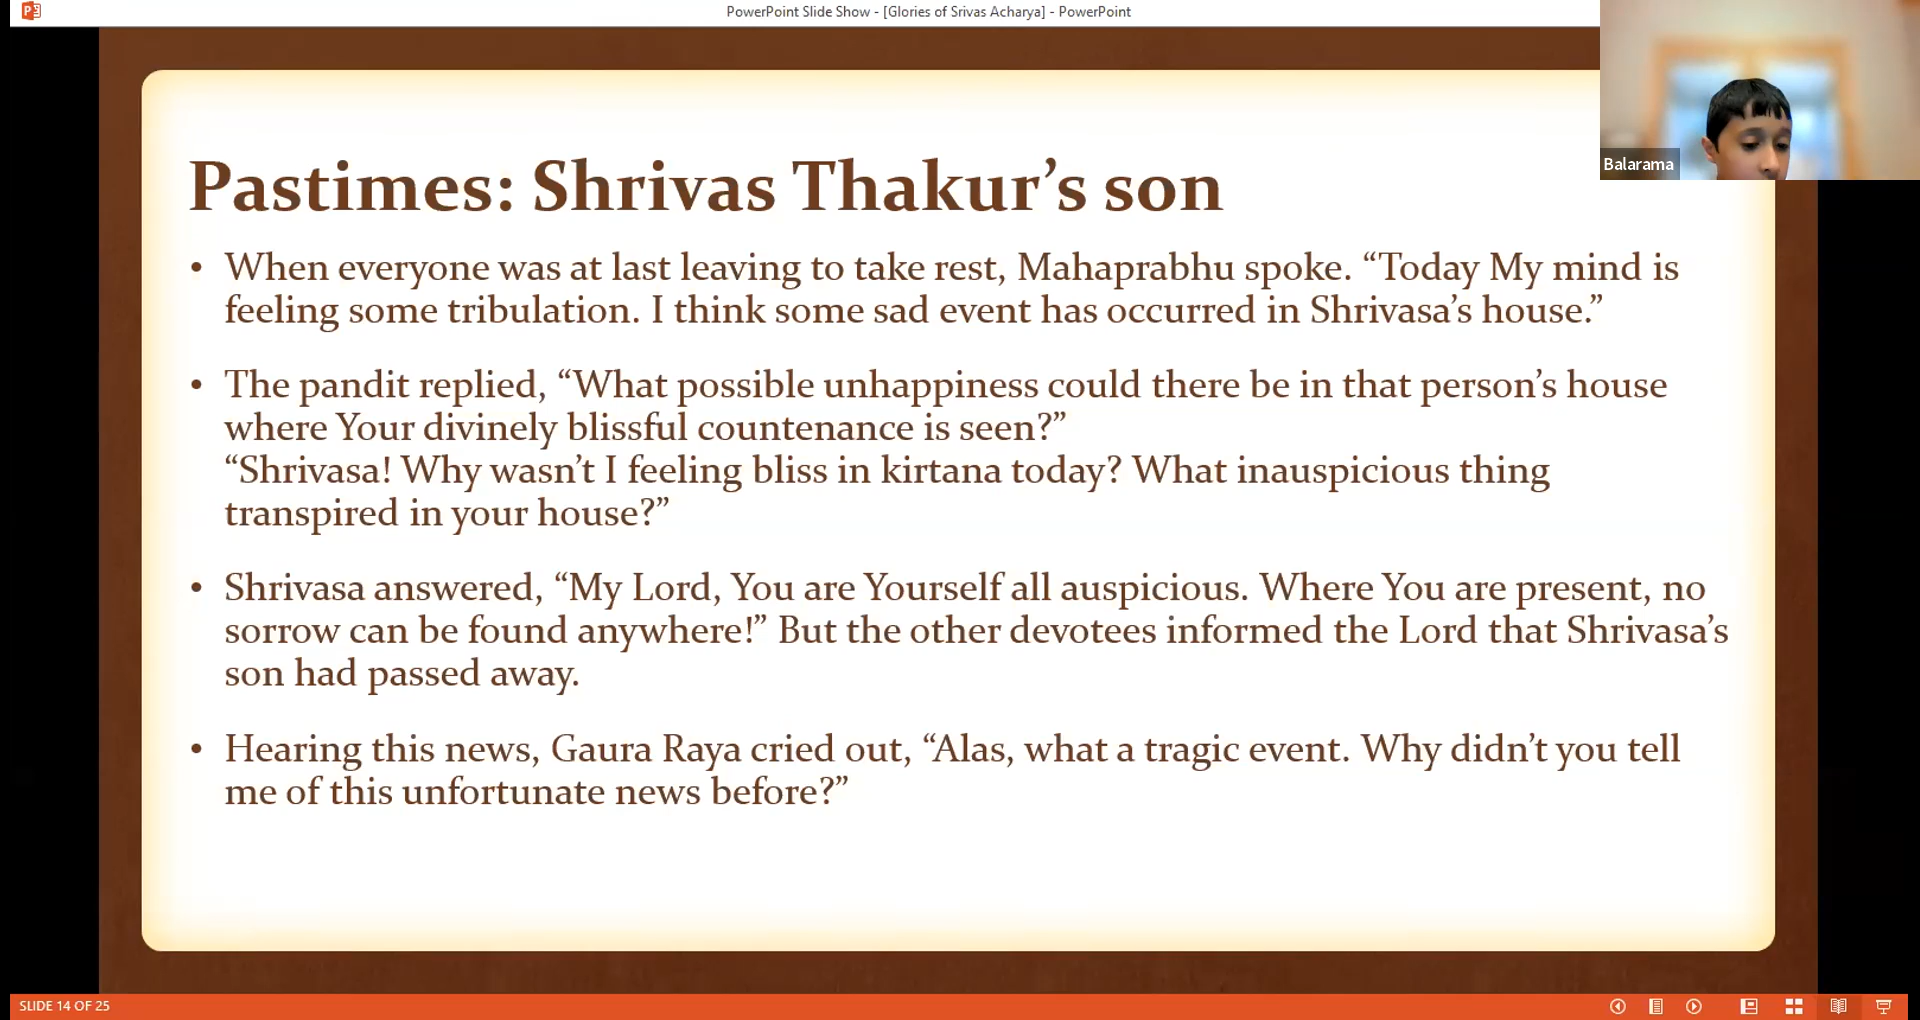 PowerPoint Slide Show - [Glories of Srivas Acharya] - PowerPoint
Balarama
Pastimes: Shrivas Thakur’s son
• When everyone was at last leaving to take rest, Mahaprabhu spoke. “Today My mind is
feeling some tribulation. I think some sad event has occurred in Shrivasa’s house.”
• The pandit replied, “What possible unhappiness could there be in that person’s house
where Your divinely blissful countenance is seen?”
“Shrivasa! Why wasn’t I feeling bliss in kirtana today? What inauspicious thing
transpired in your house?”
• Shrivasa answered, “My Lord, You are Yourself all auspicious. Where You are present, no
sorrow can be found anywhere!” But the other devotees informed the Lord that Shrivasa’s
son had passed away.
• Hearing this news, Gaura Raya cried out, “Alas, what a tragic event. Why didn’t you tell
me of this unfortunate news before?”
SLIDE 14 OF 25